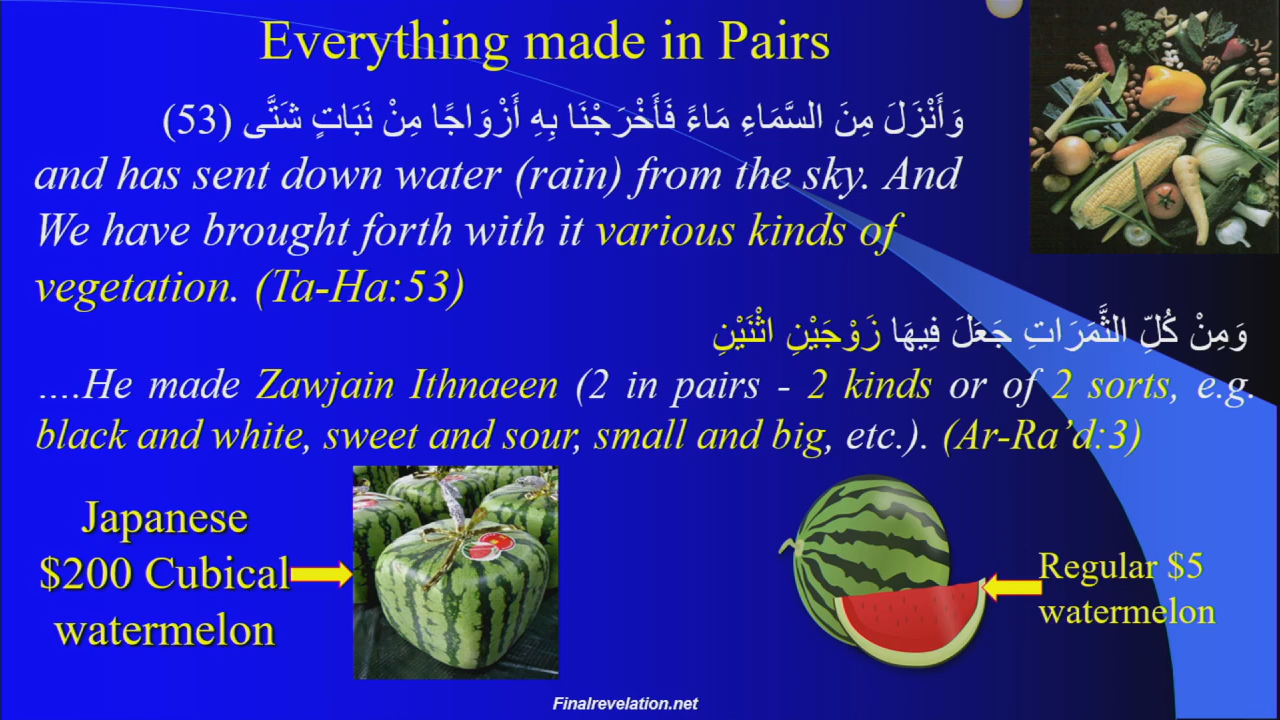 Everything made in Pairs
وَأَنْزَلَ مِنَ السَّمَاءِ مَاءً فَأَخْرَجْنَا بِهِ أَزْوَاجًا مِنْ نَبَاتٍ شَتَّى (53)
and has sent down water (rain) from the sky. And
We have brought forth with it various kinds of
vegetation. (Ta-Ha:53)
وَمِنْ كُلِّ الثَّمَرَاتِ جَعَلَ فِيهَا زَوْجَيْنِ اثْنَيْنِ
....He made Zawjain Ithnaeen (2 in pairs - 2 kinds or of 2 sorts, e.g.
black and white, sweet and sour, small and big, etc.). (Ar-Ra’d:3)
Japanese
$200 Cubical
watermelon
Regular $5
watermelon
Finalrevelation.net